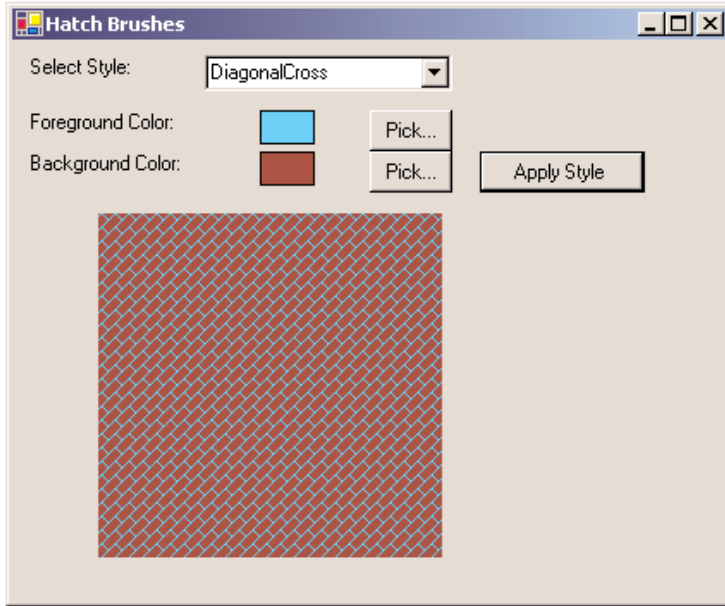 Hatch Brushes
Select Style:
DiagonalCross
Foreground Color:
Pick...
Background Color:
Pick...
Apply Style